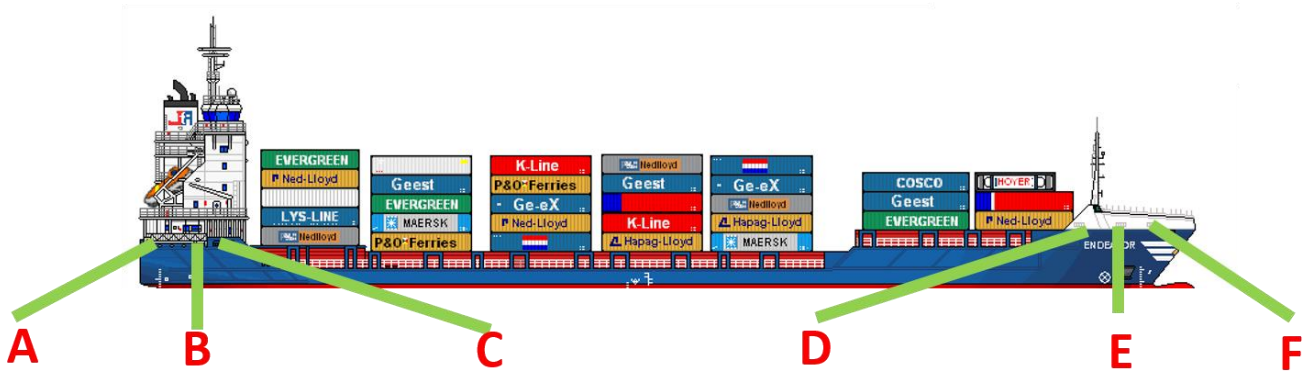 EVERGREEN
Ned-Lloyd
LYS-LINE
Nedlloyd
Geest
EVERGREEN
MAERSK
P&O Ferries
K-Line
P&O Ferries
Ge-eX
Ned-Lloyd
Nedlloyd
Geest
K-Line
Hapag-Lloyd
Ge-eX
Nedlloyd
Hapag-Lloyd
MAERSK
COSCO
Geest
EVERGREEN
HOYER
Ned-Lloyd
ENDEAVOR
A
B
C
D
E
F